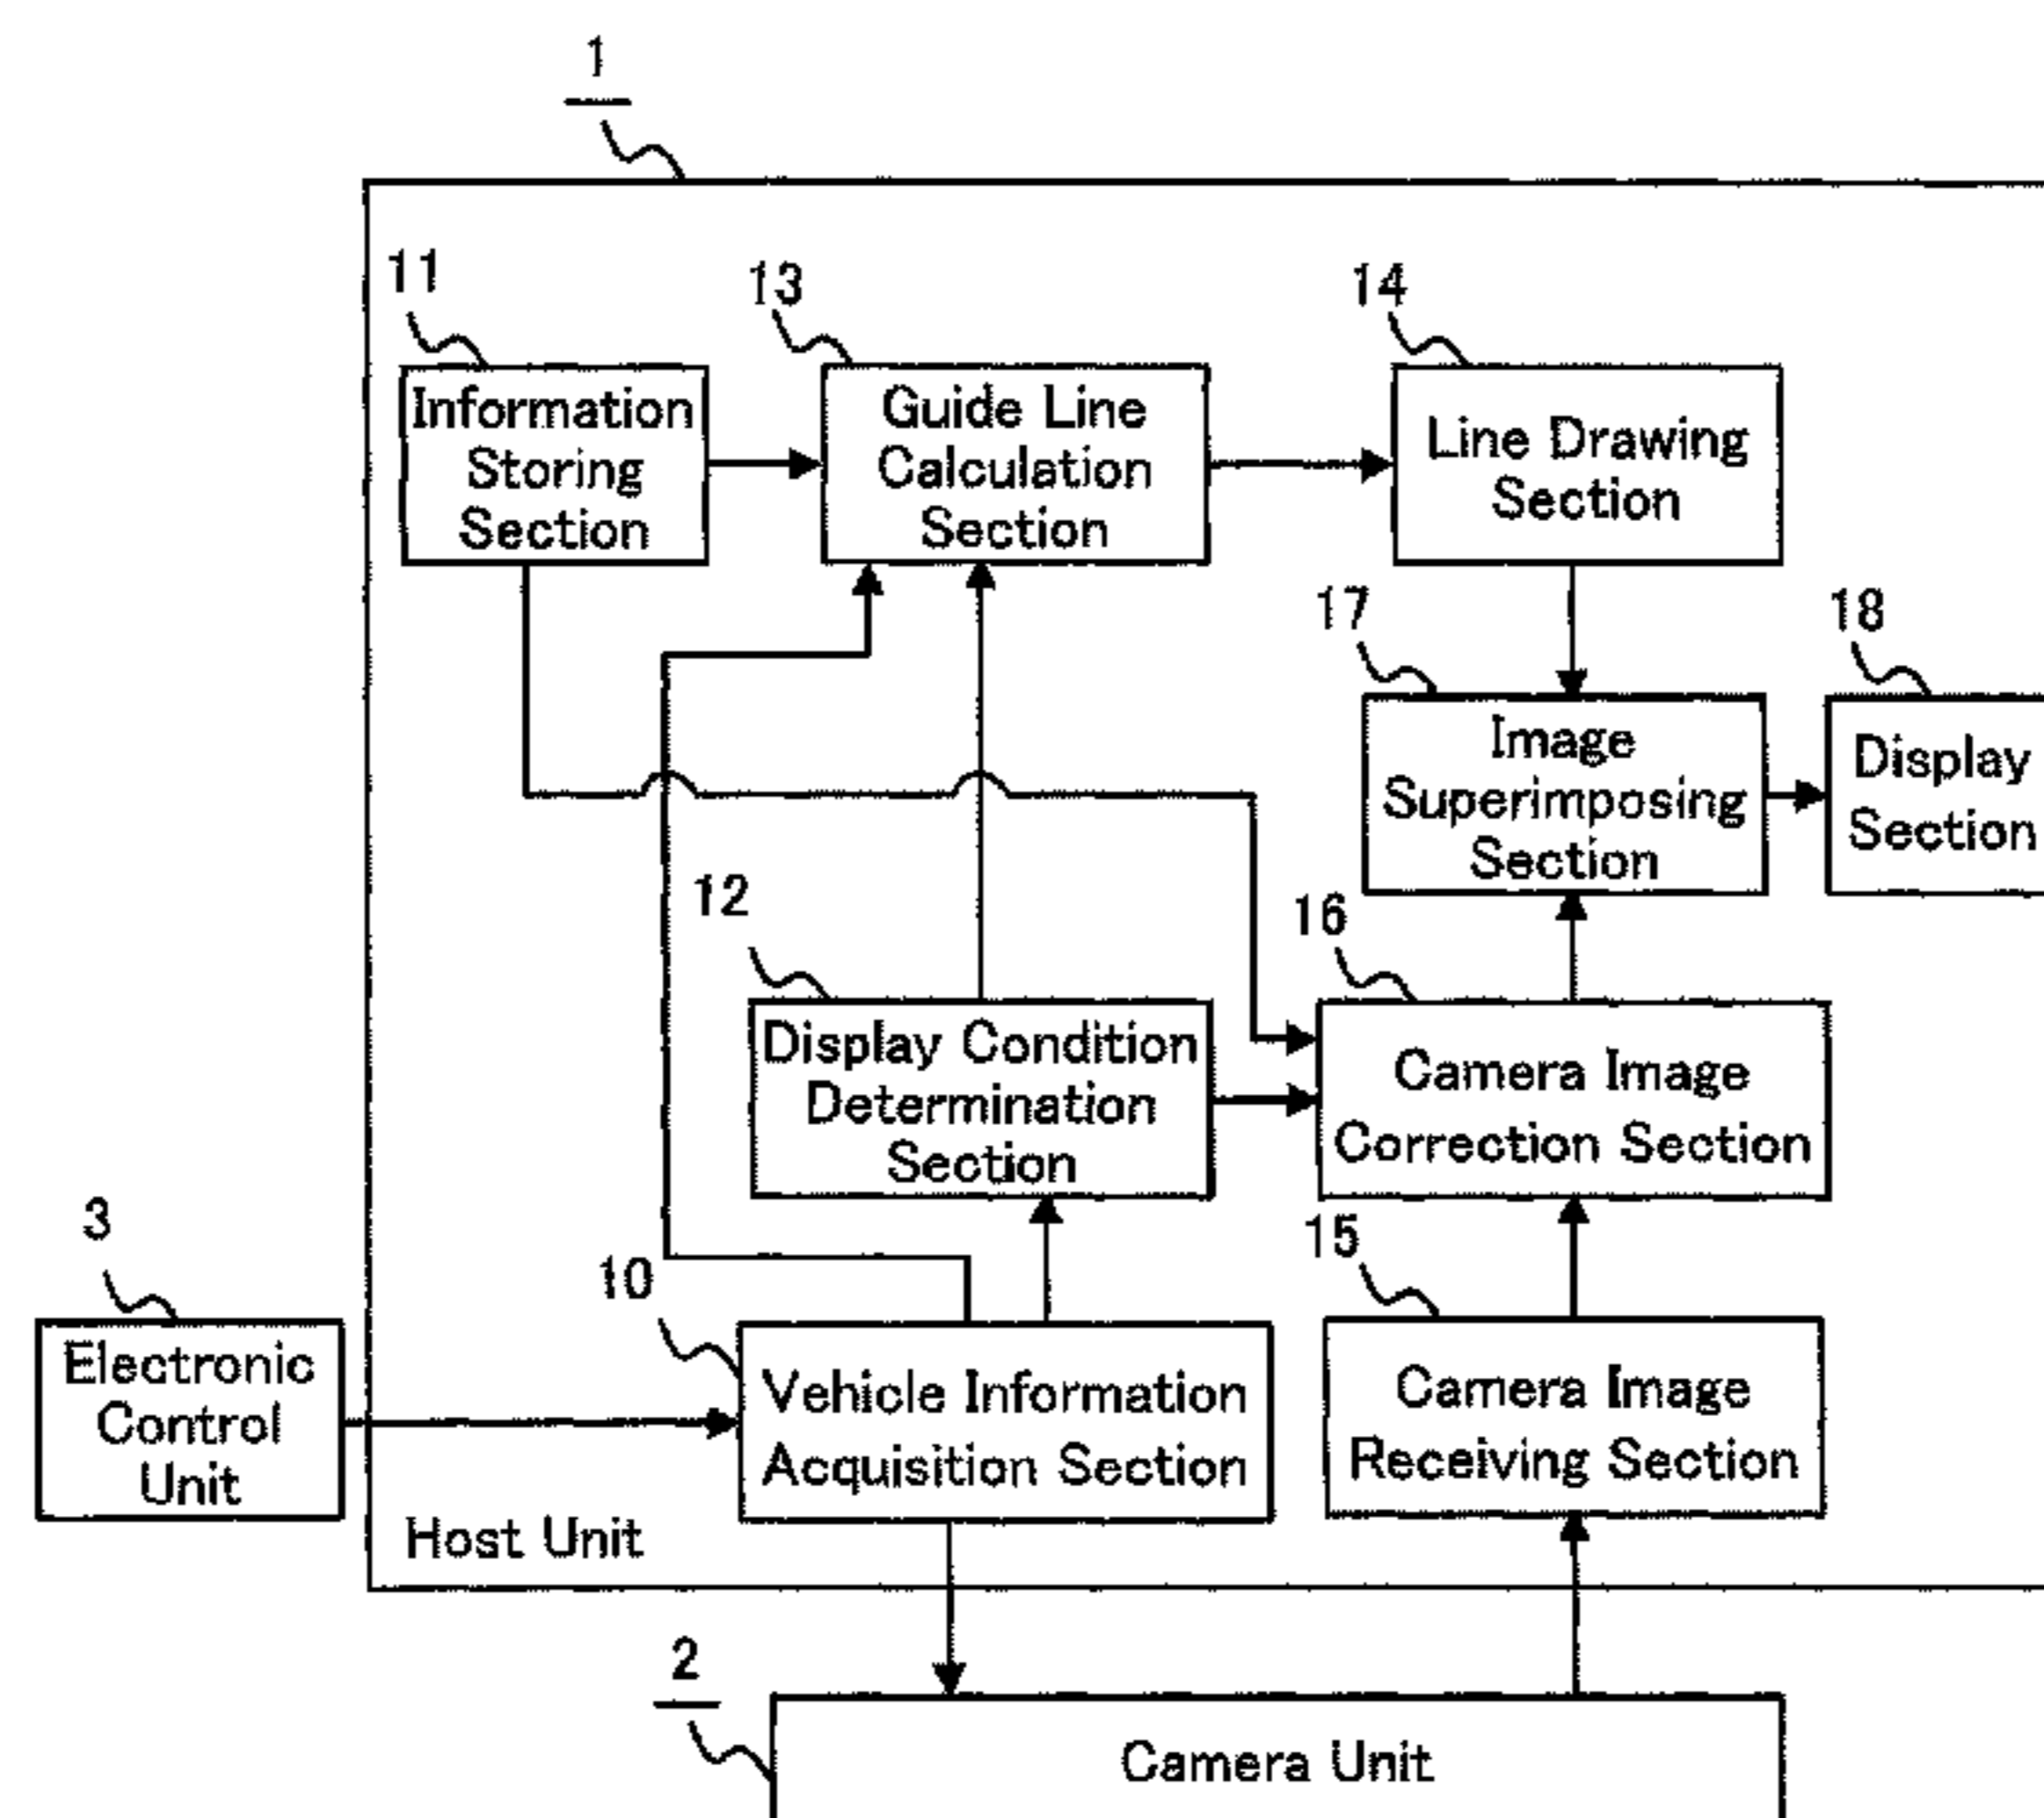 1
11
13
14
Information
Storing
Section
Guide Line
Calculation
Section
Line Drawing
Section
17
18
Image
Superimposing
Section
Display
Section
12
16
Display Condition
Determination
Section
Camera Image
Correction Section
3
10
15
Electronic
Control
Unit
Vehicle Information
Acquisition Section
Camera Image
Receiving Section
Host Unit
2
Camera Unit